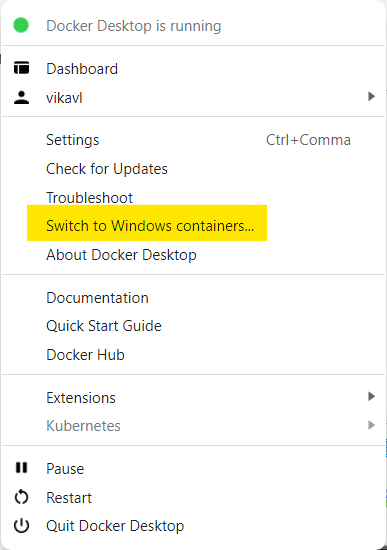 Docker Desktop is running
Dashboard
vikavl
Settings Ctrl+Comma
Check for Updates
Troubleshoot
Switch to Windows containers...
About Docker Desktop
Documentation
Quick Start Guide
Docker Hub
Extensions
Kubernetes
Pause
Restart
Quit Docker Desktop